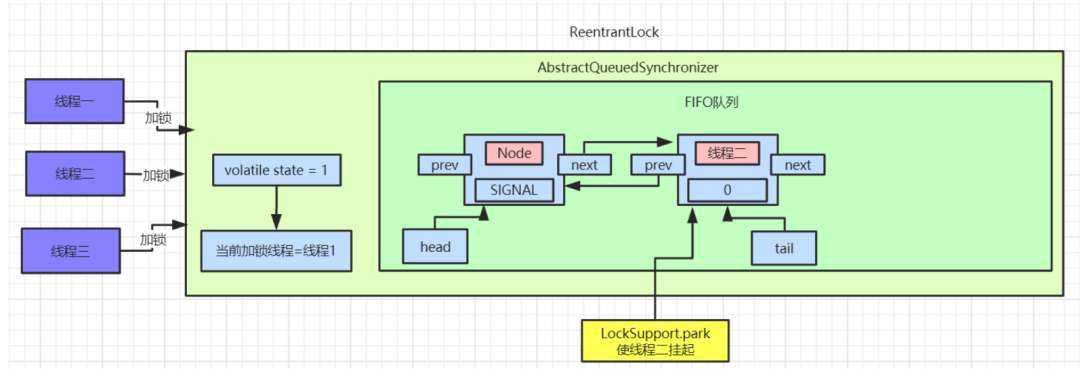 ReentrantLock
AbstractQueuedSynchronizer
FIFO队列
线程一
加锁
线程二
加锁
线程三
加锁
volatile state = 1
当前加锁线程=线程1
prev
Node
next
SIGNAL
head
prev
线程二
next
0
tail
LockSupport.park
使线程二挂起